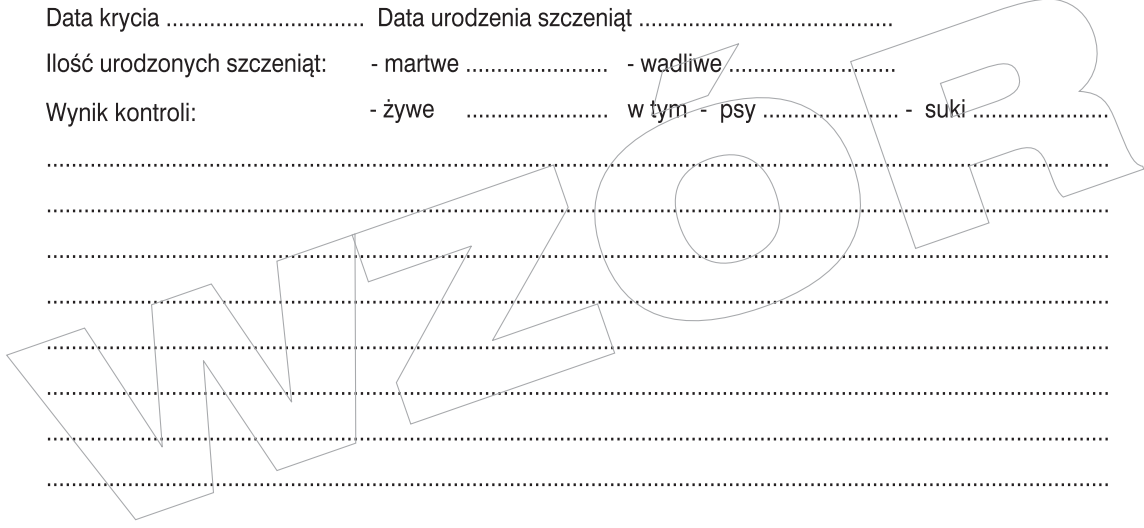 Data krycia ................................ Data urodzenia szczeniąt .........................................
Ilość urodzonych szczeniąt: - martwe ....................... - wadliwe ...........................
Wynik kontroli: - żywe ....................... w tym - psy ...................... - suki ......................
WZÓR